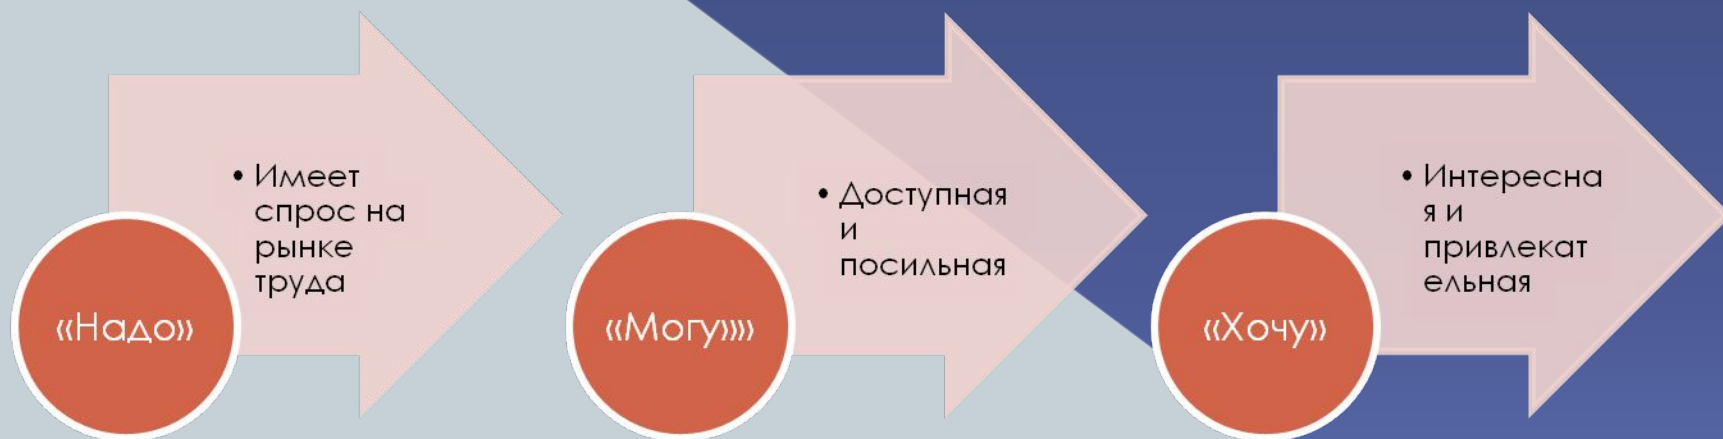 • Имеет
спрос на
рынке
труда
«Надо»
• Доступная
и
посильная
«Могу»»
• Интересна
я и
привлекат
ельная
«Хочу»